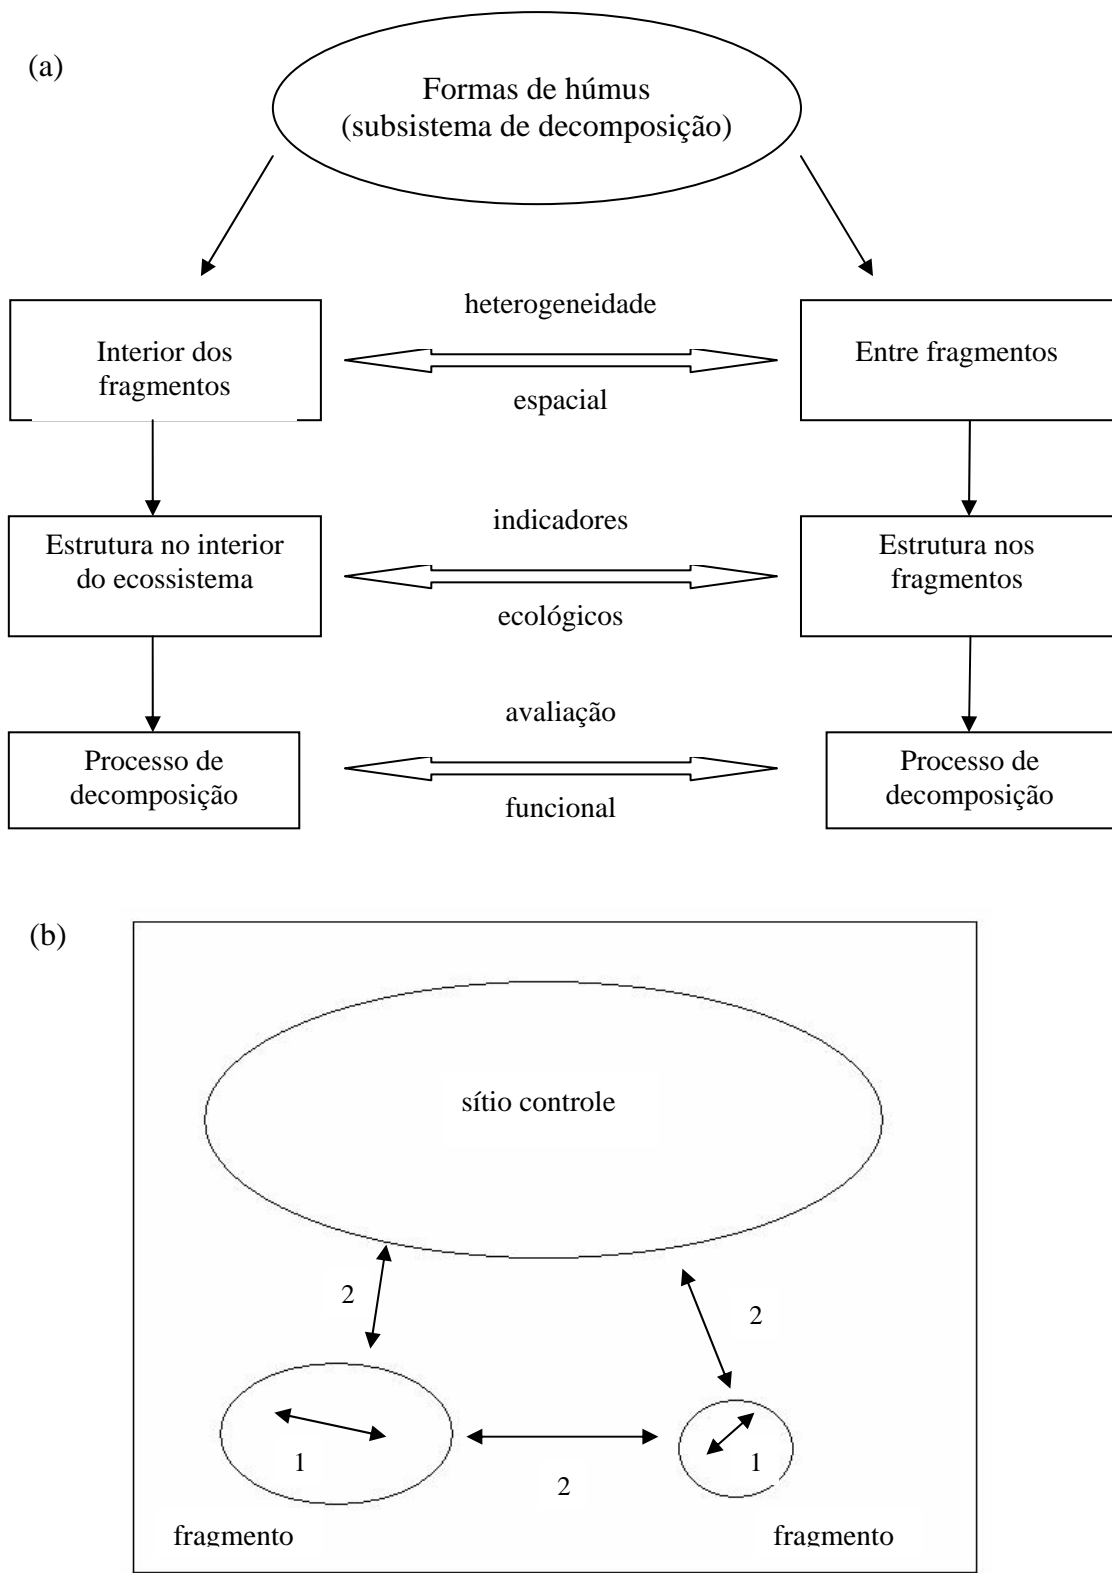 (a)
Formas de húmus
(subsistema de decomposição)
heterogeneidade
Interior dos
fragmentos
Entre fragmentos
espacial
indicadores
Estrutura no interior
do ecossistema
Estrutura nos
fragmentos
ecológicos
avaliação
Processo de
decomposição
Processo de
decomposição
funcional
(b)
sítio controle
2
2
1
2
1
fragmento
fragmento